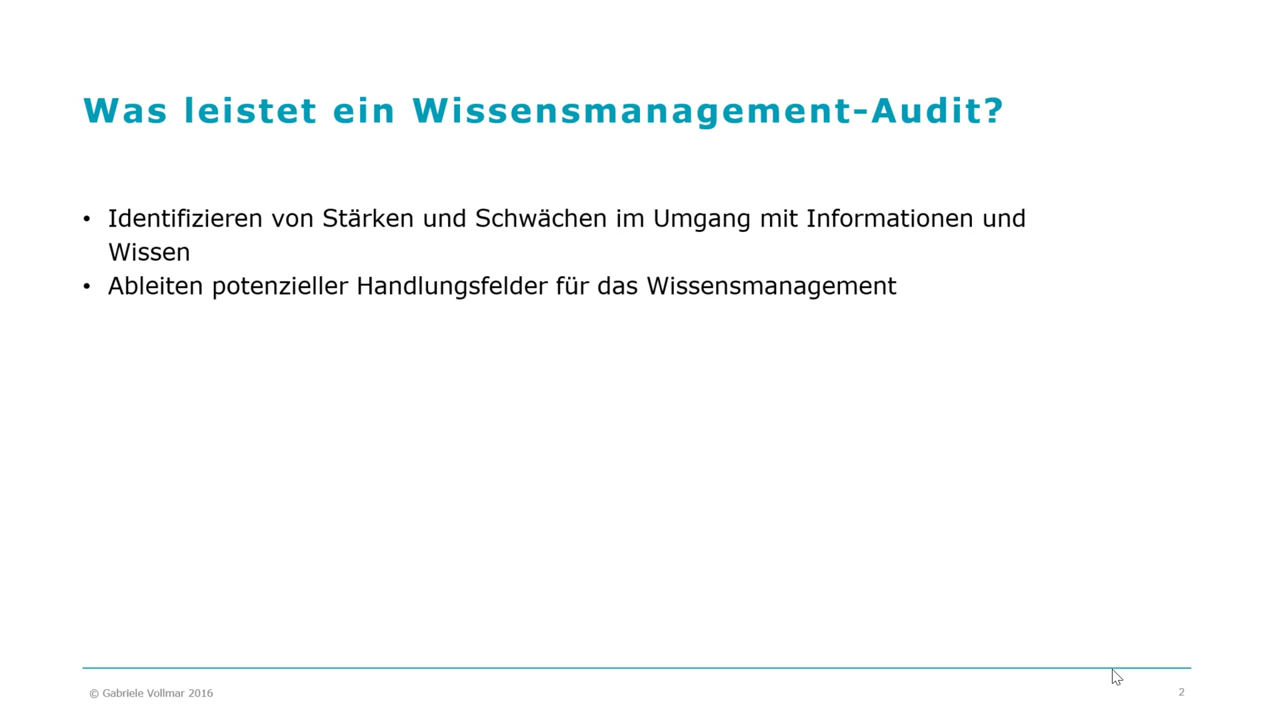 Was leistet ein Wissensmanagement-Audit?
• Identifizieren von Stärken und Schwächen im Umgang mit Informationen und
Wissen
• Ableiten potenzieller Handlungsfelder für das Wissensmanagement
© Gabriele Vollmar 2016
2